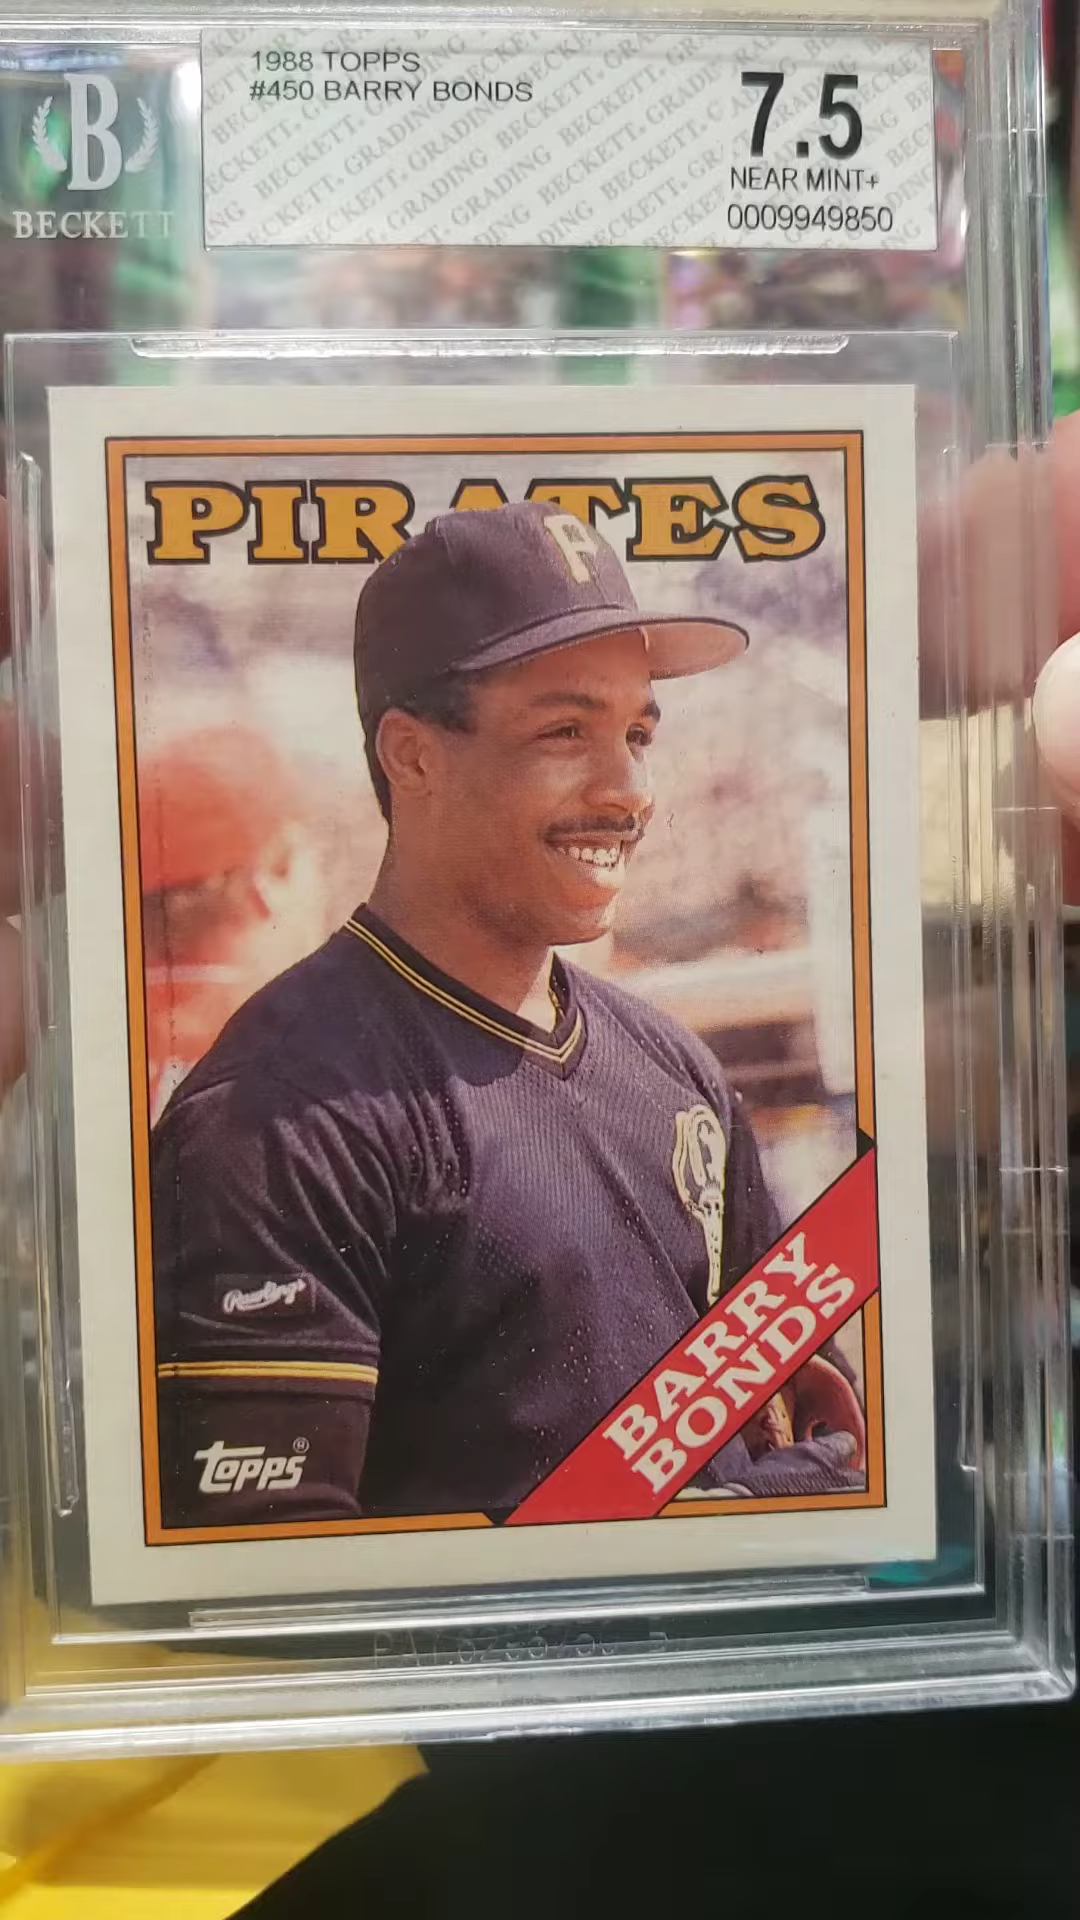 1988 TOPPS
#450 BARRY BONDS
7.5
NEAR MINT+
0009949850
B
BECKETT
PIRATES
P
Rawlings
BARRY
BONDS
topps®